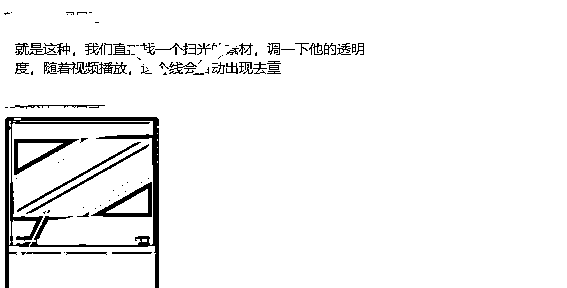 就是这种，我们直接找一个扫光的素材，调一下他的透明
度，随着视频播放，这个线会自动出现去重